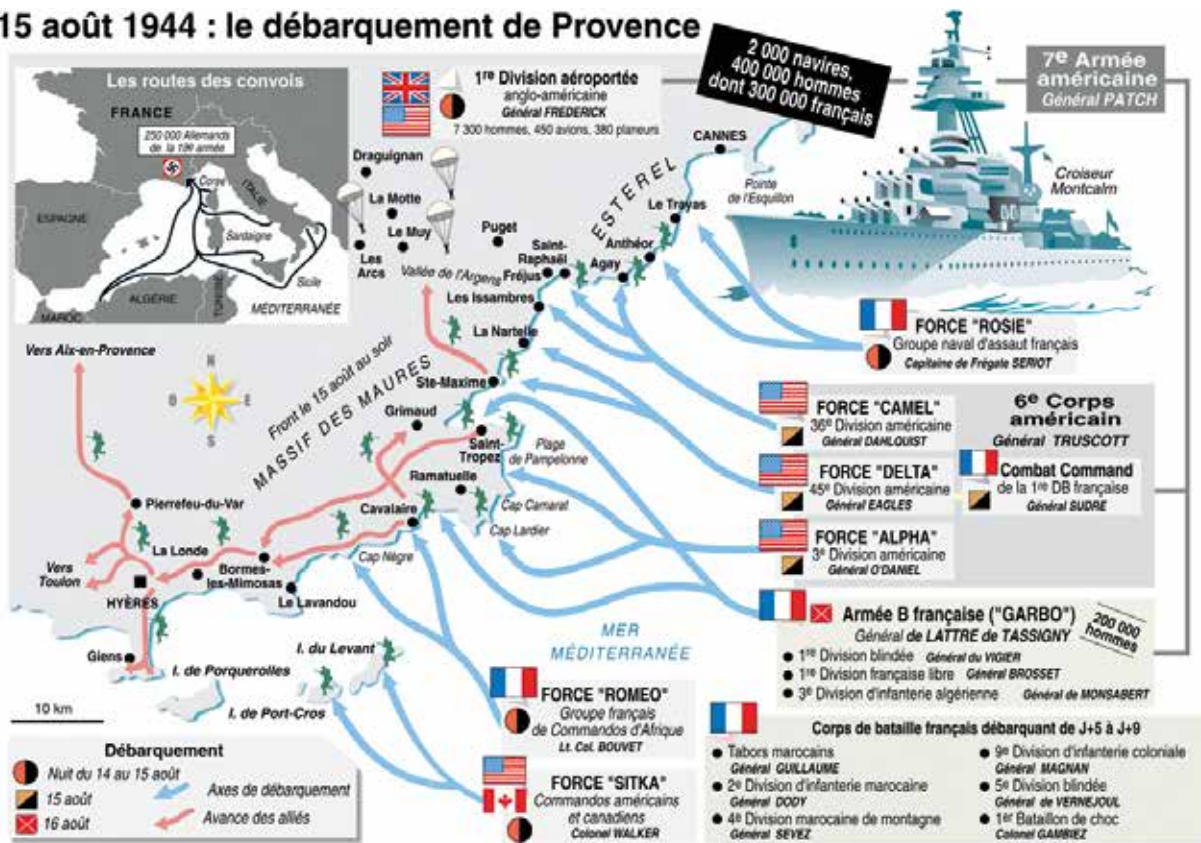 15 août 1944 : le débarquement de Provence
2 000 navires,
400 000 hommes
dont 300 000 français
7e Armée
américaine
Général PATCH
Les routes des convois
FRANCE
250 000 Allemands
de la 19e armée
Corse
ITALIE
ESPAGNE
Sardaigne
Sicile
ALGÉRIE
TUNISIE
MAROC
MÉDITERRANÉE
1re Division aéroportée
anglo-américaine
Général FREDERICK
7 300 hommes, 450 avions, 380 planeurs
Croiseur
Montcalm
CANNES
Pointe
de l'Esquillon
Draguignan
La Motte
Le Muy
Les
Arcs
Puget
Vallée de l'Argens
ESTEREL
Le Trayas
Anthéor
Agay
Saint-
Raphaël
Fréjus
Les Issambres
La Nartelle
Ste-Maxime
Vers Aix-en-Provence
N
O
E
S
Front le 15 août au soir
MASSIF DES MAURES
Grimaud
Saint-
Tropez
Plage
de Pampelonne
Ramatuelle
Cap Camarat
Cap Lardier
Cavalaire
Cap Nègre
Pierrefeu-du-Var
La Londe
Bormes-
les-Mimosas
Le Lavandou
Vers
Toulon
HYÈRES
Giens
I. de Porquerolles
I. du Levant
I. de Port-Cros
MER
MÉDITERRANÉE
10 km
FORCE "ROSIE"
Groupe naval d'assaut français
Capitaine de Frégate SERIOT
6e Corps
américain
Général TRUSCOTT
FORCE "CAMEL"
36e Division américaine
Général DAHLQUIST
FORCE "DELTA"
45e Division américaine
Général EAGLES
Combat Command
de la 1re DB française
Général SUDRE
FORCE "ALPHA"
3e Division américaine
Général O'DANIEL
Armée B française ("GARBO")
Général de LATTRE de TASSIGNY
200 000
hommes
1re Division blindée Général du VIGIER
1re Division française libre Général BROSSET
3e Division d'infanterie algérienne Général de MONSABERT
FORCE "ROMEO"
Groupe français
de Commandos d'Afrique
Lt. Col. BOUVET
FORCE "SITKA"
Commandos américains
et canadiens
Colonel WALKER
Corps de bataille français débarquant de J+5 à J+9
Tabors marocains
Général GUILLAUME
2e Division d'infanterie marocaine
Général DODY
4e Division marocaine de montagne
Général SEVEZ
9e Division d'infanterie coloniale
Général MAGNAN
5e Division blindée
Général de VERNEJOUL
1er Bataillon de choc
Colonel GAMBIEZ
Débarquement
Nuit du 14 au 15 août
15 août
16 août
Axes de débarquement
Avance des alliés